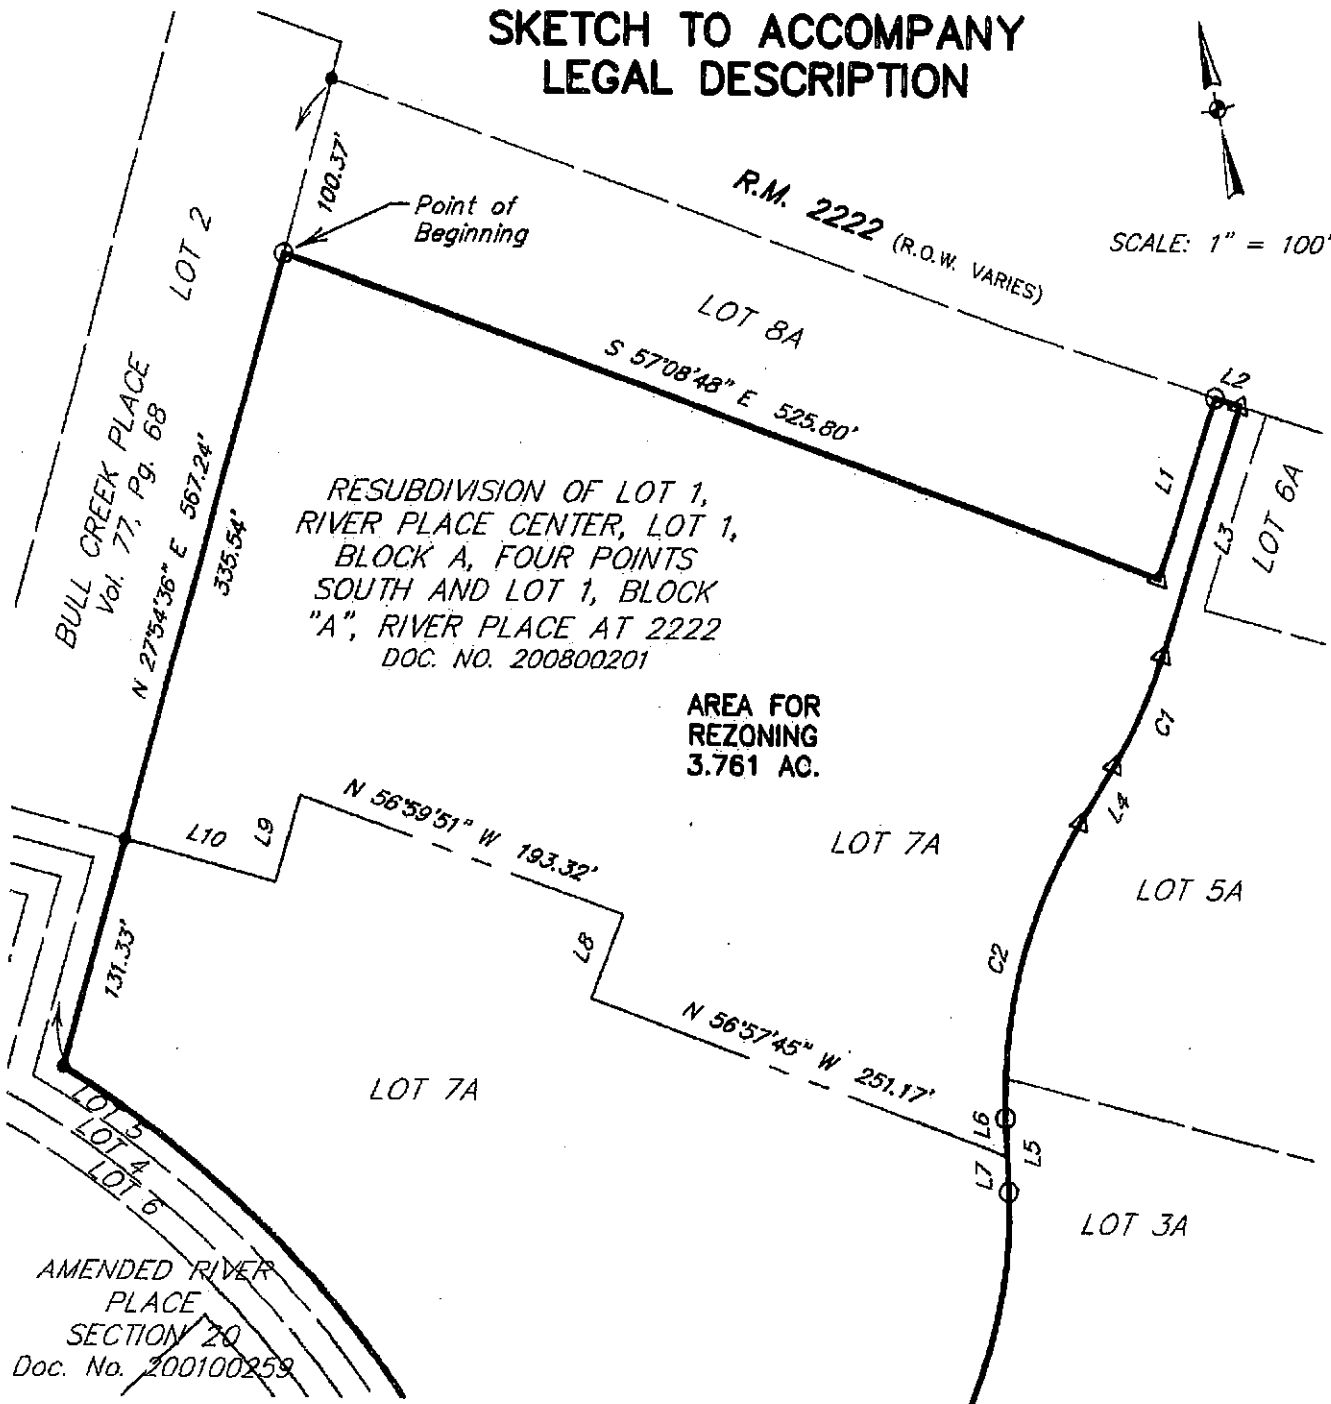 SKETCH TO ACCOMPANY
LEGAL DESCRIPTION
SCALE: 1" = 100'
R.M. 2222 (R.O.W. VARIES)
100.37'
Point of
Beginning
LOT 2
LOT 8A
S 57°08'48" E 525.80'
L2
L1
L3
LOT 6A
BULL CREEK PLACE
Vol. 77, Pg. 68
N 27°54'36" E 567.24'
335.54'
RESUBDIVISION OF LOT 1,
RIVER PLACE CENTER, LOT 1,
BLOCK A, FOUR POINTS
SOUTH AND LOT 1, BLOCK
"A", RIVER PLACE AT 2222
DOC. NO. 200800201
AREA FOR
REZONING
3.761 AC.
C1
L4
N 56°59'51" W 193.32'
L10
L9
LOT 7A
LOT 5A
131.33'
L8
C2
N 56°57'45" W 251.17'
LOT 7A
L6
L5
L7
LOT 3A
LOT 3
LOT 4
LOT 6
AMENDED RIVER
PLACE
SECTION 20
Doc. No. 200100259